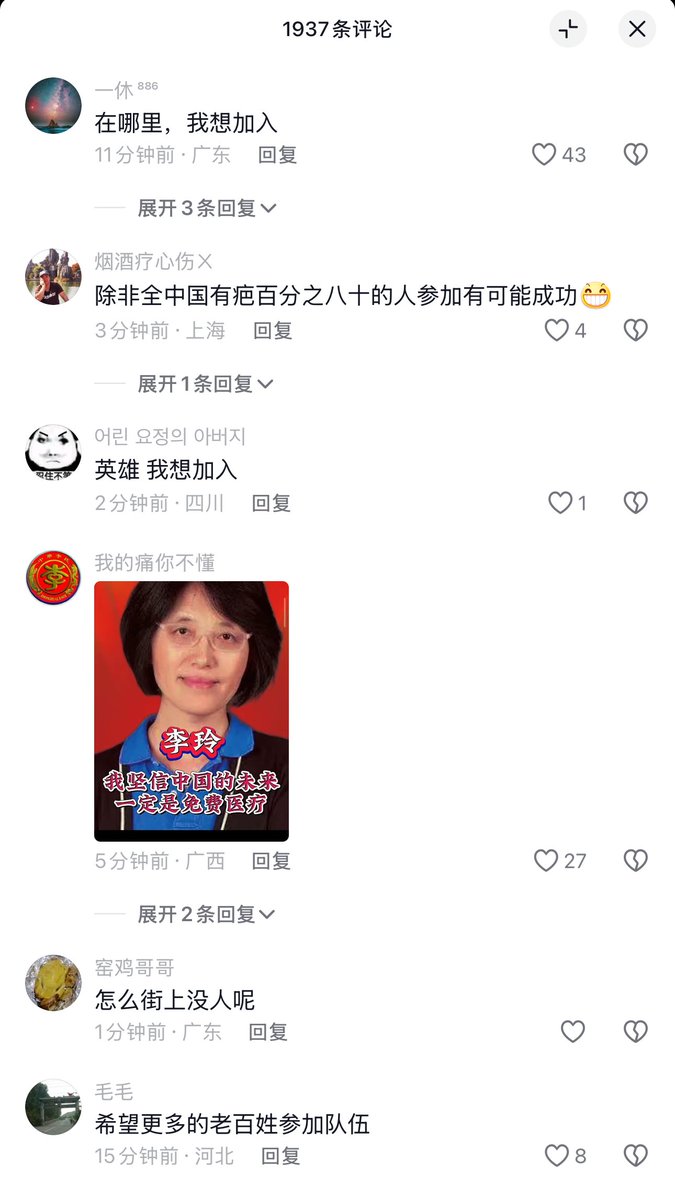 1937条评论
一休886
在哪里，我想加入
11分钟前·广东 回复
43
展开3条回复
烟酒疗心伤X
除非全中国有疤百分之八十的人参加有可能成功😁
3分钟前·上海 回复
4
展开1条回复
어린 요정의 아버지
英雄 我想加入
2分钟前·四川 回复
1
我的痛你不懂
李玲
我坚信中国的未来
一定是免费医疗
5分钟前·广西 回复
27
展开2条回复
窑鸡哥哥
怎么街上没人呢
1分钟前·广东 回复
毛毛
希望更多的老百姓参加队伍
15分钟前·河北 回复
8